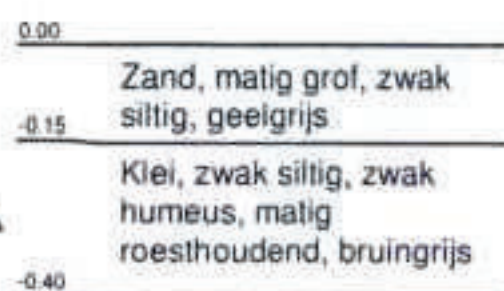 0.00
Zand, matig grof, zwak
siltig, geelgrijs
-0.15
Klei, zwak siltig, zwak
humeus, matig
roesthoudend, bruingrijs
-0.40